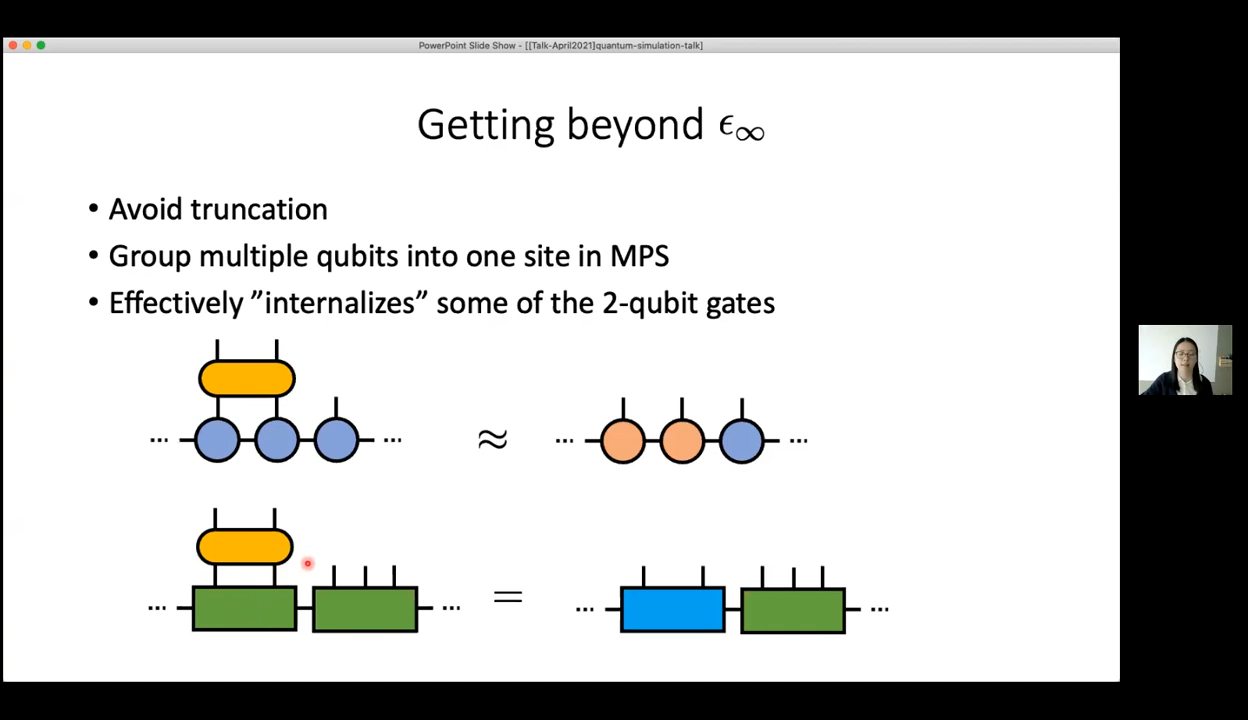 PowerPoint Slide Show - [[Talk-April2021]quantum-simulation-talk]
Getting beyond ϵ∞
• Avoid truncation
• Group multiple qubits into one site in MPS
• Effectively ”internalizes” some of the 2-qubit gates
... ... ≈ ... ...
... ... = ... ...